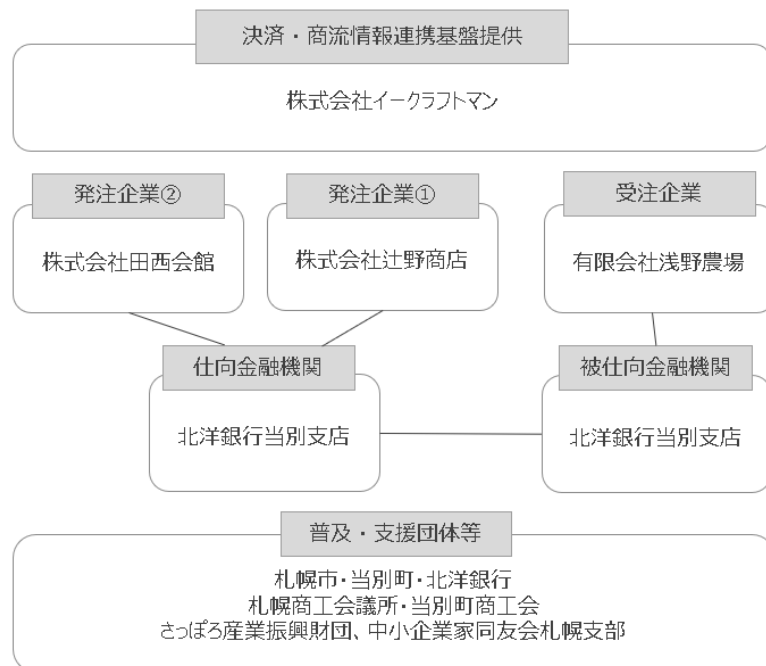 決済・商流情報連携基盤提供
株式会社イークラフトマン
発注企業②
株式会社田西会館
発注企業①
株式会社辻野商店
受注企業
有限会社浅野農場
仕向金融機関
北洋銀行当別支店
被仕向金融機関
北洋銀行当別支店
普及・支援団体等
札幌市・当別町・北洋銀行
札幌商工会議所・当別町商工会
さっぽろ産業振興財団、中小企業家同友会札幌支部